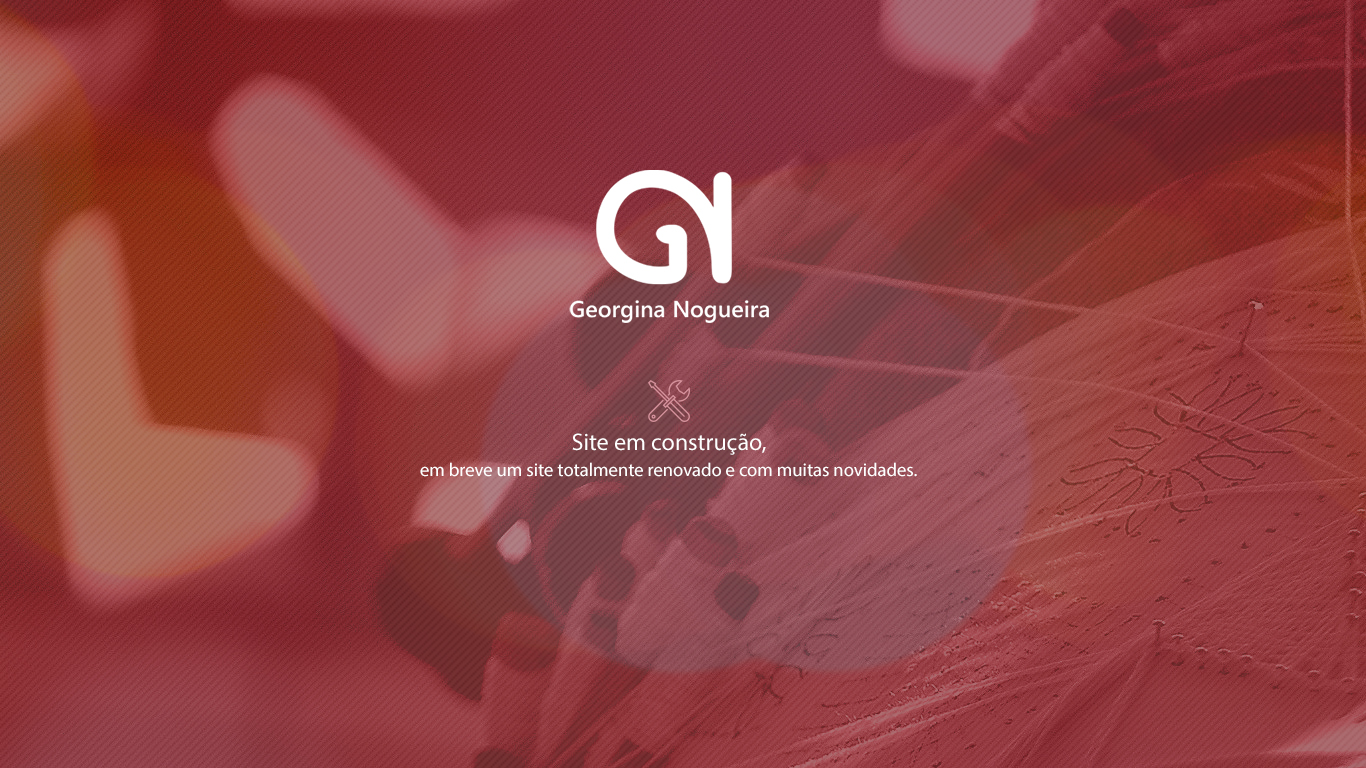 GN
Georgina Nogueira
Site em construção,
em breve um site totalmente renovado e com muitas novidades.